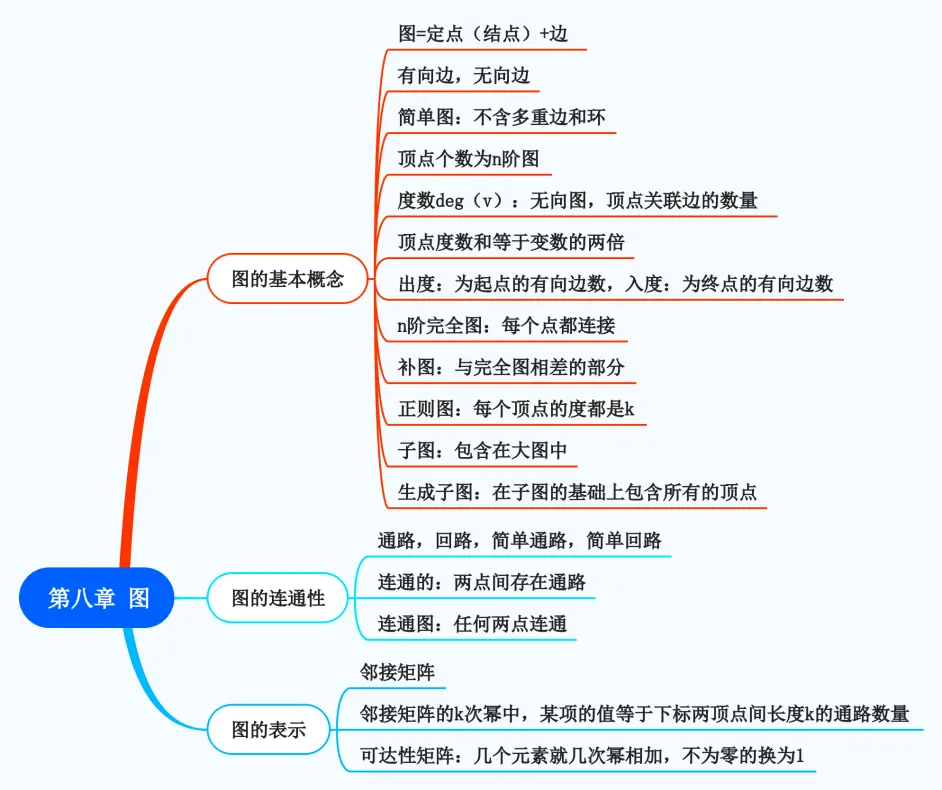 图=定点（结点）+边
有向边，无向边
简单图：不含多重边和环
顶点个数为n阶图
度数deg（v）：无向图，顶点关联边的数量
顶点度数和等于变数的两倍
图的基本概念
出度：为起点的有向边数，入度：为终点的有向边数
n阶完全图：每个点都连接
补图：与完全图相差的部分
正则图：每个顶点的度都是k
子图：包含在大图中
生成子图：在子图的基础上包含所有的顶点
通路，回路，简单通路，简单回路
第八章 图
图的连通性
连通的：两点间存在通路
连通图：任何两点连通
邻接矩阵
图的表示
邻接矩阵的k次幂中，某项的值等于下标两顶点间长度k的通路数量
可达性矩阵：几个元素就几次幂相加，不为零的换为1